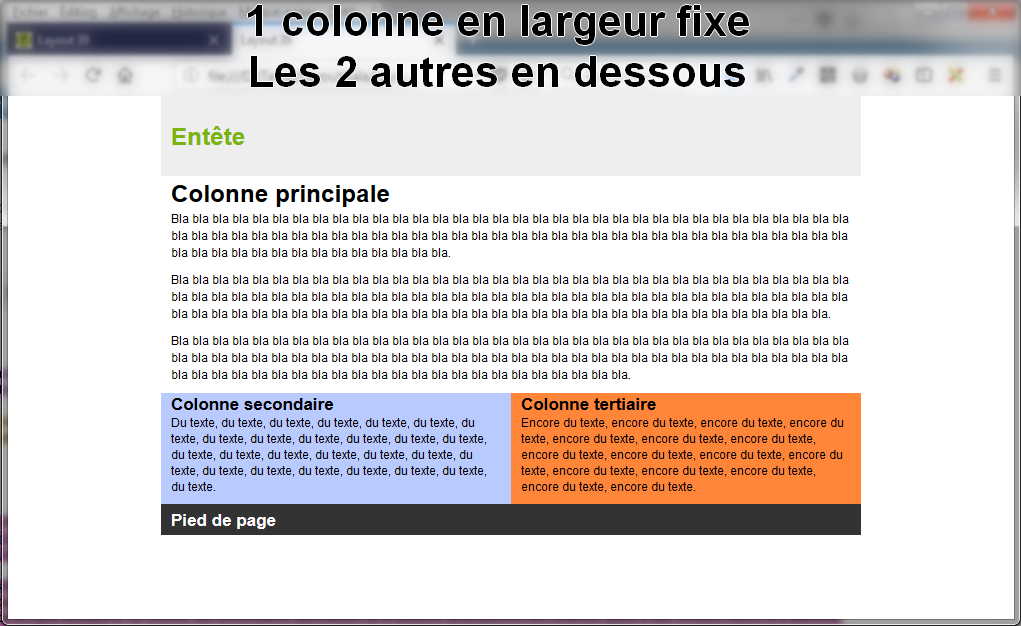 1 colonne en largeur fixe
Les 2 autres en dessous
Layout 39
Entête
Colonne principale
Bla bla bla bla bla bla bla bla bla bla bla bla bla bla bla bla bla bla bla bla bla bla bla bla bla bla bla bla bla bla bla bla bla bla
bla bla bla bla bla bla bla bla bla bla bla bla bla bla bla bla bla bla bla bla bla bla bla bla bla bla bla bla bla bla bla bla bla bla
bla bla bla bla bla bla bla bla bla bla bla bla bla bla.
Bla bla bla bla bla bla bla bla bla bla bla bla bla bla bla bla bla bla bla bla bla bla bla bla bla bla bla bla bla bla bla bla bla bla
bla bla bla bla bla bla bla bla bla bla bla bla bla bla bla bla bla bla bla bla bla bla bla bla bla bla bla bla bla bla bla bla bla bla
bla bla bla bla bla bla bla bla bla bla bla bla bla bla bla bla bla bla bla bla bla bla bla bla bla bla bla bla bla bla bla bla bla.
Bla bla bla bla bla bla bla bla bla bla bla bla bla bla bla bla bla bla bla bla bla bla bla bla bla bla bla bla bla bla bla bla bla bla
bla bla bla bla bla bla bla bla bla bla bla bla bla bla bla bla bla bla bla bla bla bla bla bla bla bla bla bla bla bla bla bla bla bla
bla bla bla bla bla bla bla bla bla bla bla bla bla bla bla bla bla bla bla bla bla bla bla.
Colonne secondaire
Du texte, du texte, du texte, du texte, du texte, du texte, du
texte, du texte, du texte, du texte, du texte, du texte, du texte,
du texte, du texte, du texte, du texte, du texte, du texte, du
texte, du texte, du texte, du texte, du texte, du texte, du texte,
du texte.
Colonne tertiaire
Encore du texte, encore du texte, encore du texte, encore du
texte, encore du texte, encore du texte, encore du texte,
encore du texte, encore du texte, encore du texte, encore du
texte, encore du texte, encore du texte, encore du texte,
encore du texte, encore du texte.
Pied de page